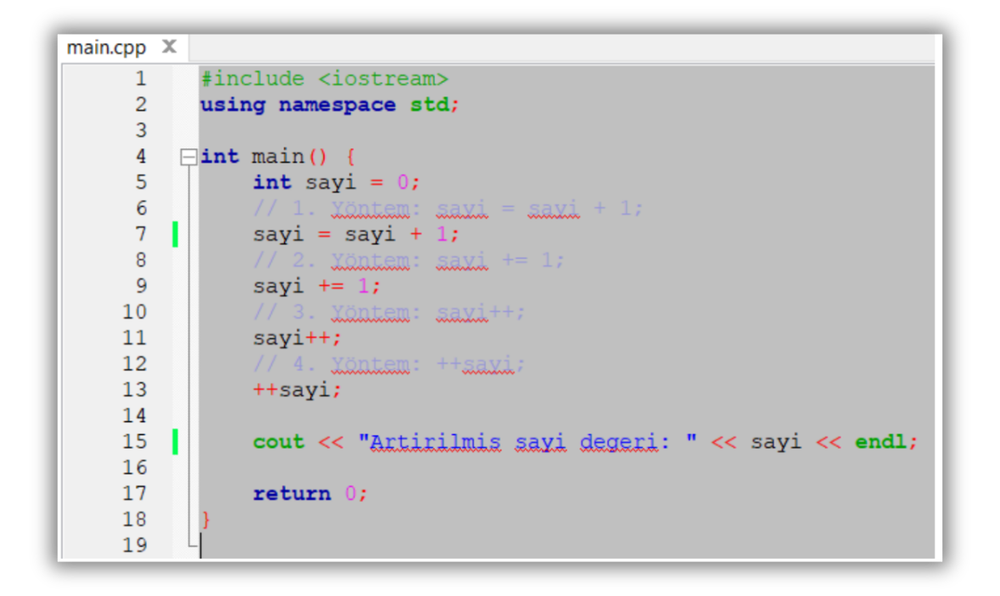 main.cpp X
1 #include <iostream>
2 using namespace std;
3
4 int main() {
5 int sayi = 0;
6 // 1. Yöntem: sayi = sayi + 1;
7 sayi = sayi + 1;
8 // 2. Yöntem: sayi += 1;
9 sayi += 1;
10 // 3. Yöntem: sayi++;
11 sayi++;
12 // 4. Yöntem: ++sayi;
13 ++sayi;
14
15 cout << "Artirilmis sayi degeri: " << sayi << endl;
16
17 return 0;
18 }
19